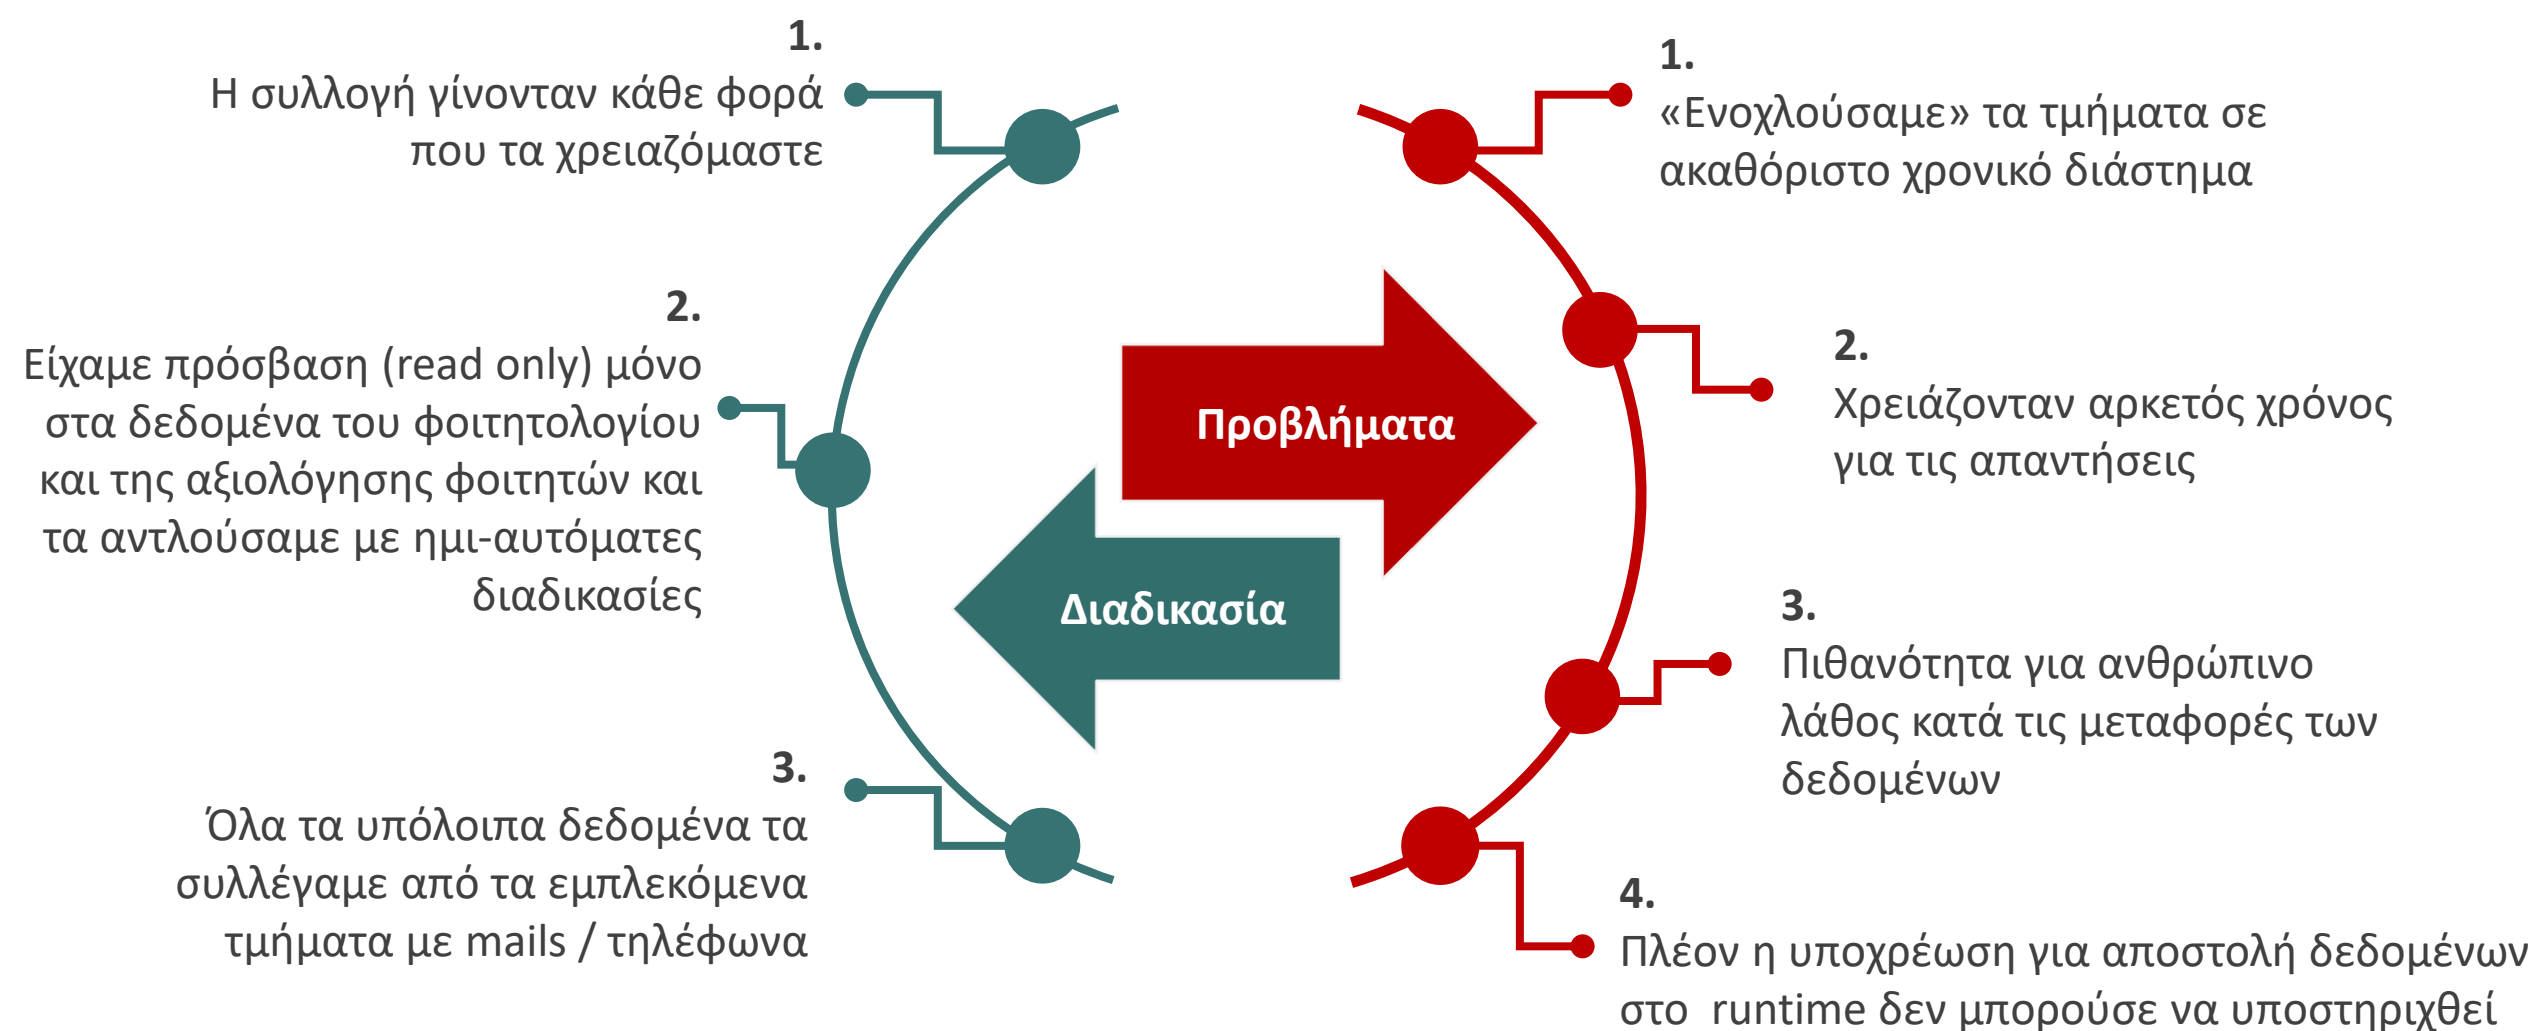 1.
Η συλλογή γίνονταν κάθε φορά
που τα χρειαζόμαστε
2.
Είχαμε πρόσβαση (read only) μόνο
στα δεδομένα του φοιτητολογίου
και της αξιολόγησης φοιτητών και
τα αντλούσαμε με ημι-αυτόματες
διαδικασίες
3.
Όλα τα υπόλοιπα δεδομένα τα
συλλέγαμε από τα εμπλεκόμενα
τμήματα με mails / τηλέφωνα
Προβλήματα
Διαδικασία
1.
«Ενοχλούσαμε» τα τμήματα σε
ακαθόριστο χρονικό διάστημα
2.
Χρειάζονταν αρκετός χρόνος
για τις απαντήσεις
3.
Πιθανότητα για ανθρώπινο
λάθος κατά τις μεταφορές των
δεδομένων
4.
Πλέον η υποχρέωση για αποστολή δεδομένων
στο runtime δεν μπορούσε να υποστηριχθεί